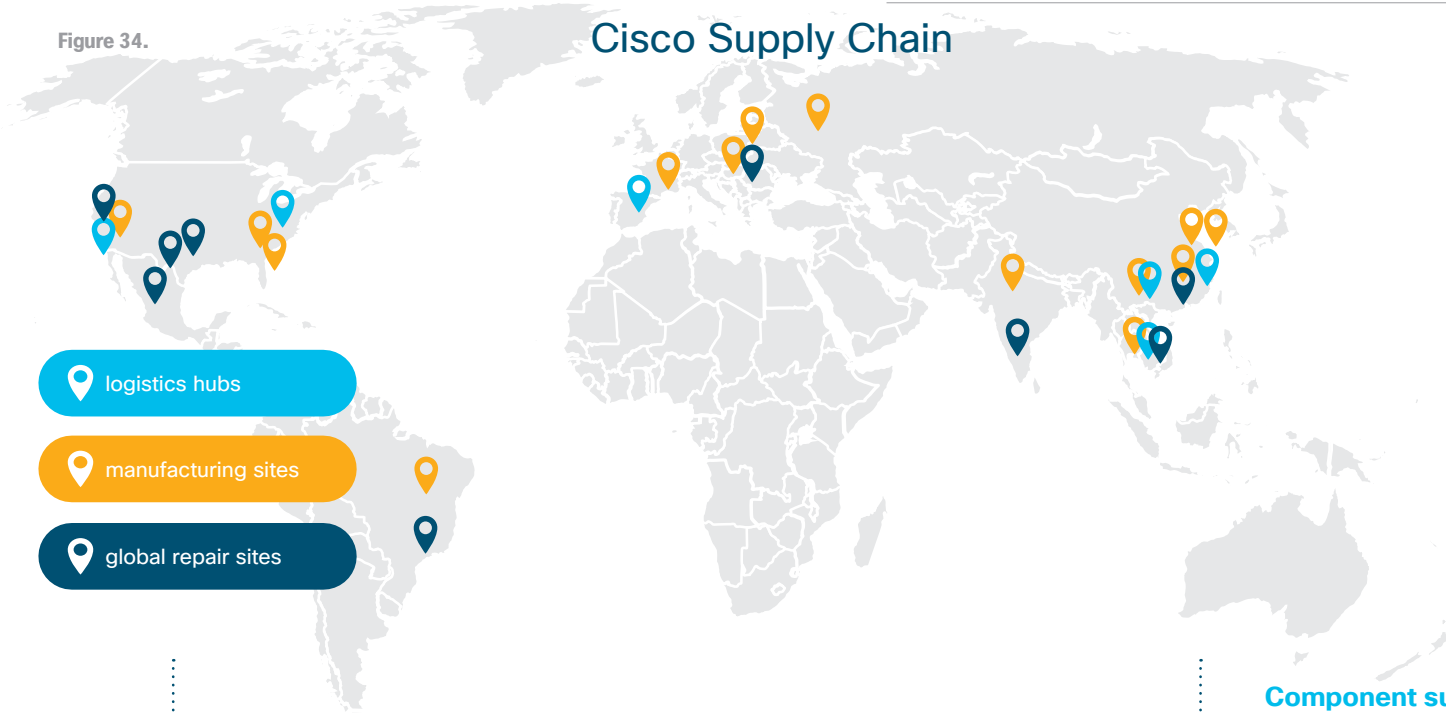 Figure 34.
Cisco Supply Chain
logistics hubs
manufacturing sites
global repair sites
Component su